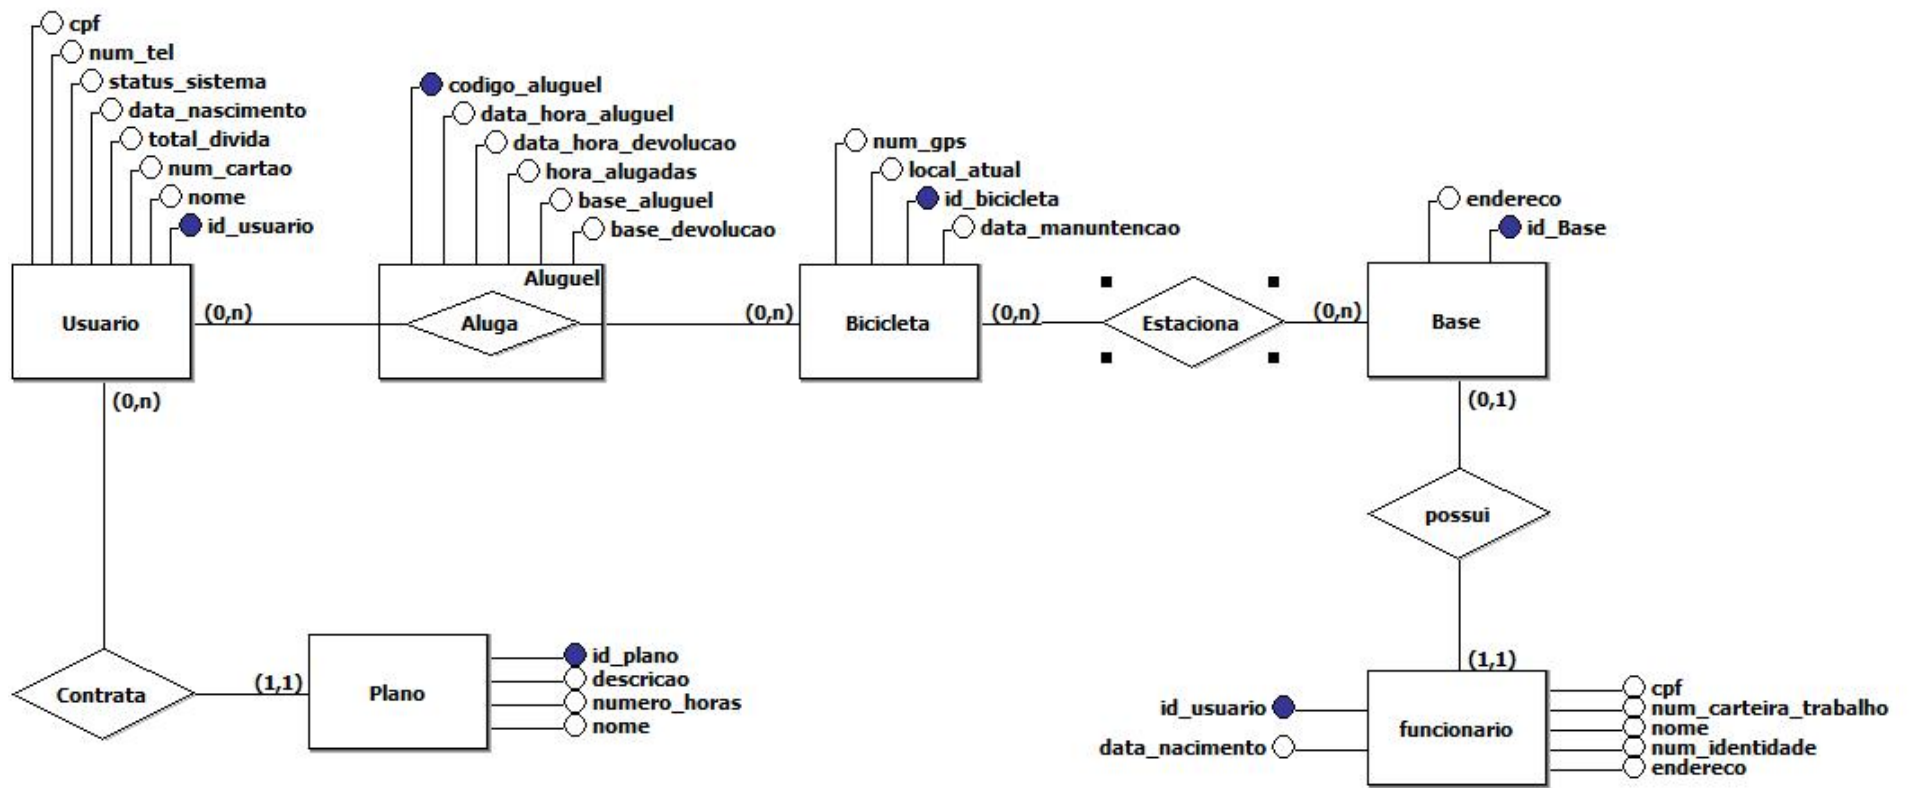 cpf
num_tel
status_sistema
data_nascimento
total_divida
num_cartao
nome
id_usuario
Usuario
(0,n)
codigo_aluguel
data_hora_aluguel
data_hora_devolucao
hora_alugadas
base_aluguel
base_devolucao
Aluguel
Aluga
(0,n)
num_gps
local_atual
id_bicicleta
data_manuntencao
Bicicleta
(0,n)
Estaciona
(0,n)
endereco
id_Base
Base
(0,n)
(0,1)
possui
(1,1)
Contrata
(1,1)
Plano
id_plano
descricao
numero_horas
nome
id_usuario
data_nacimento
funcionario
cpf
num_carteira_trabalho
nome
num_identidade
endereco